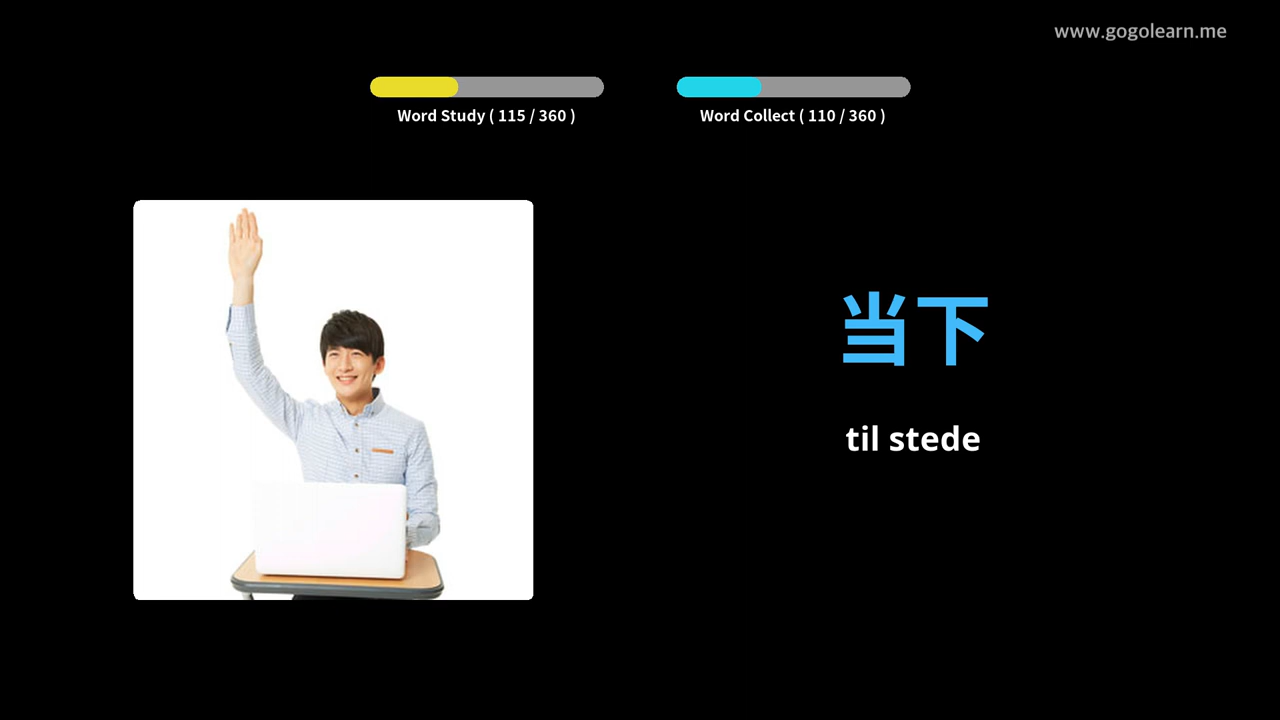 www.gogolearn.me
Word Study ( 115 / 360 )
Word Collect ( 110 / 360 )
当下
til stede